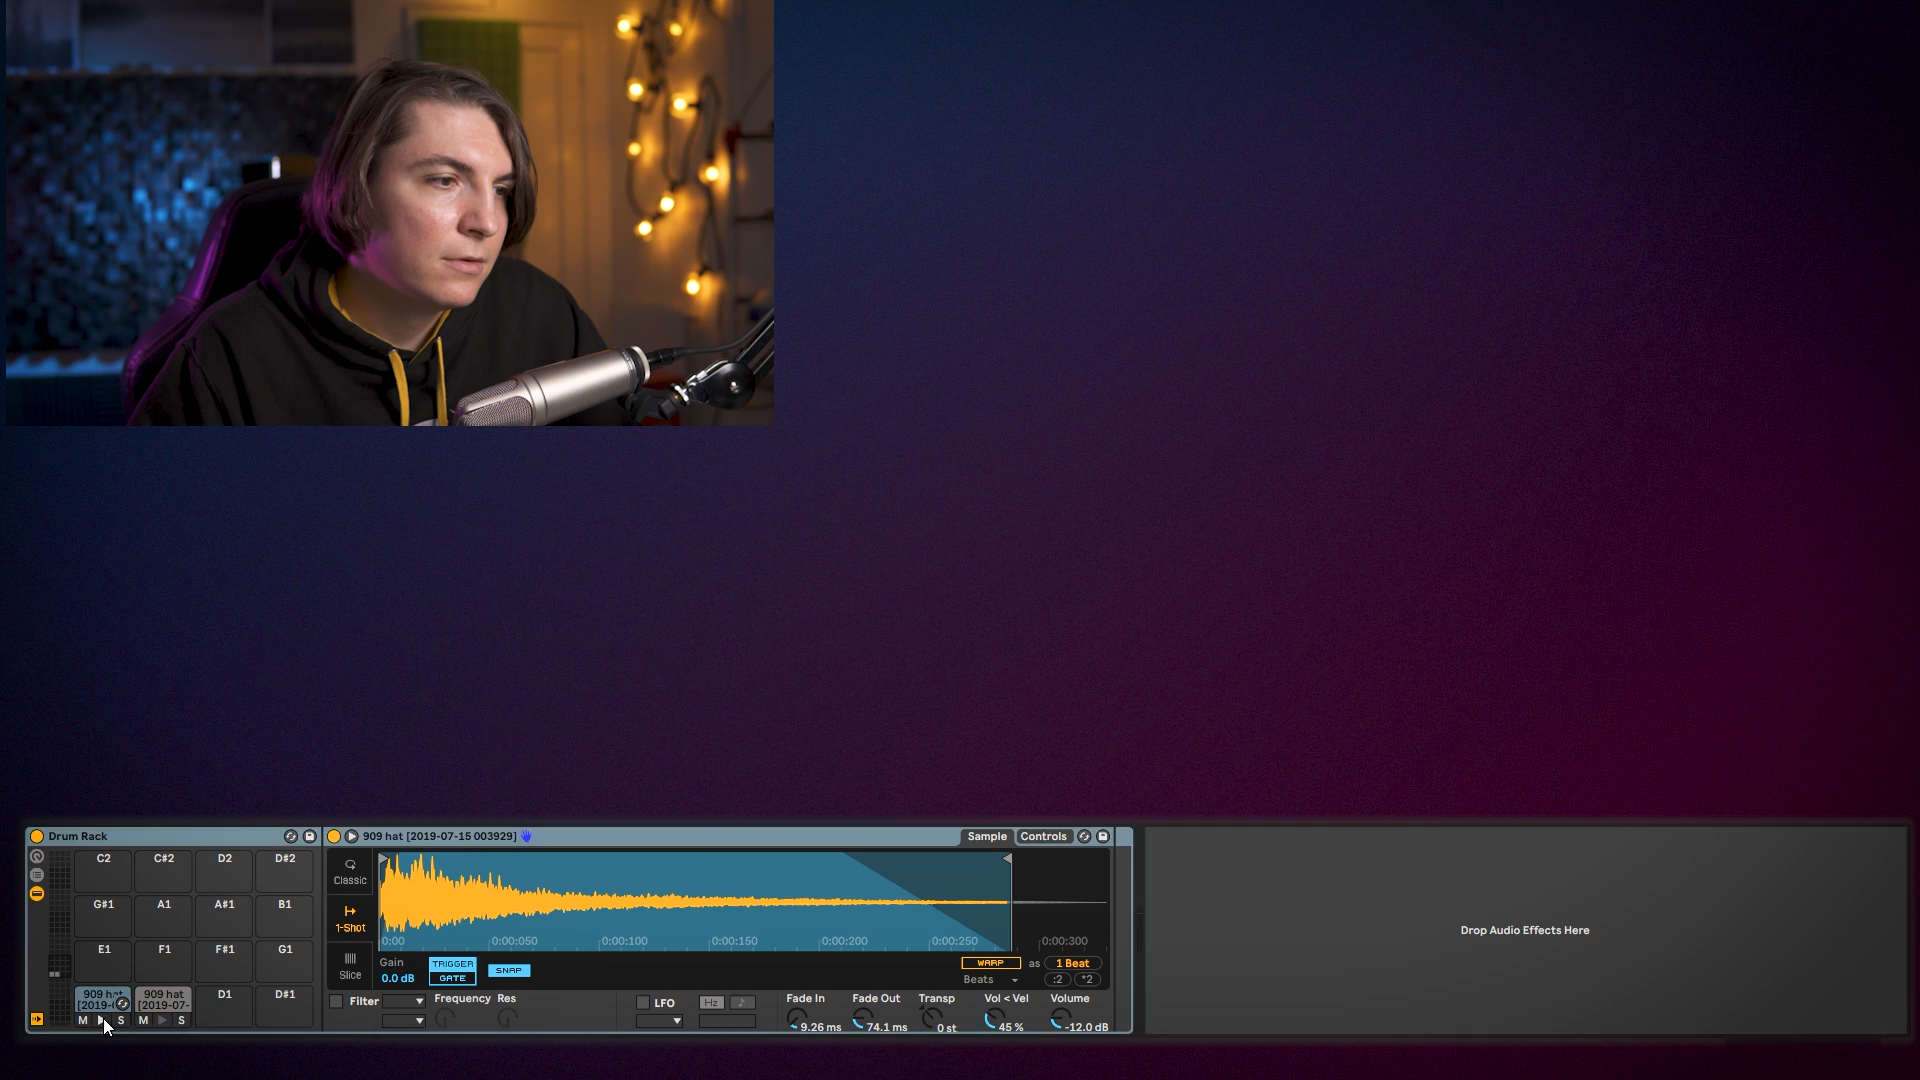 Drum Rack
C2 C#2 D2 D#2
G#1 A1 A#1 B1
E1 F1 F#1 G1
909 hat 909 hat D1 D#1
[2019- [2019-07-
M S M S
909 hat [2019-07-15 003929]
Sample Controls
Classic
1-Shot
Slice
0:00 0:00:050 0:00:100 0:00:150 0:00:200 0:00:250 0:00:300
Gain TRIGGER SNAP WARP as 1 Beat
0.0 dB GATE Beats :2 *2
Filter Frequency Res LFO Hz Fade In Fade Out Transp Vol < Vel Volume
9.26 ms 74.1 ms 0 st 45 % -12.0 dB
Drop Audio Effects Here